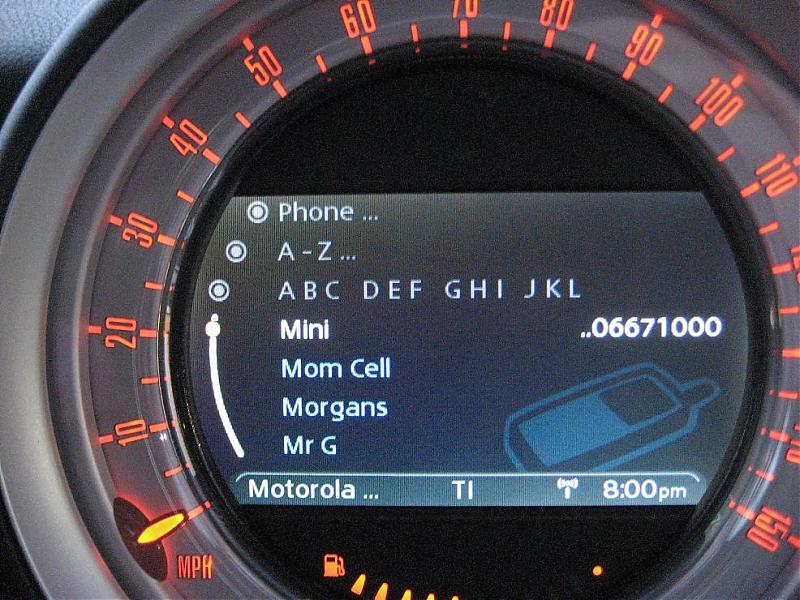 10
20
30
40
50
60
70
80
90
100
110
150
MPH
Phone ...
A - Z ...
ABC DEF GHI JKL
Mini ..06671000
Mom Cell
Morgans
Mr G
Motorola ... TI 8:00pm